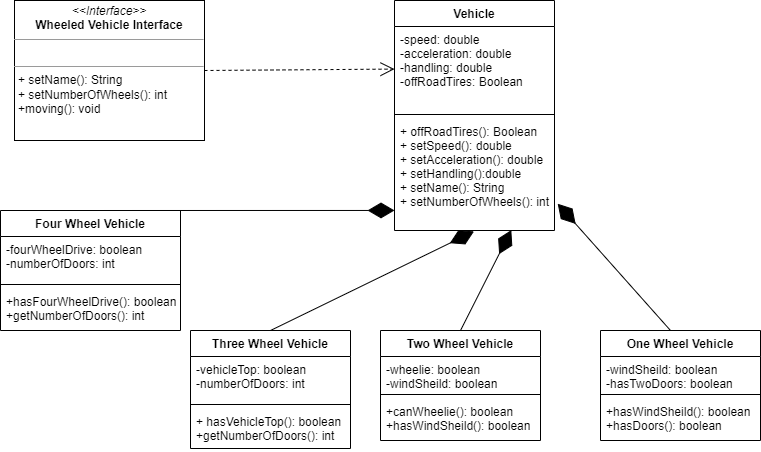 <<Interface>>
Wheeled Vehicle Interface
+ setName(): String
+ setNumberOfWheels(): int
+moving(): void
Vehicle
-speed: double
-acceleration: double
-handling: double
-offRoadTires: Boolean
+ offRoadTires(): Boolean
+ setSpeed(): double
+ setAcceleration(): double
+ setHandling():double
+ setName(): String
+ setNumberOfWheels(): int
Four Wheel Vehicle
-fourWheelDrive: boolean
-numberOfDoors: int
+hasFourWheelDrive(): boolean
+getNumberOfDoors(): int
Three Wheel Vehicle
-vehicleTop: boolean
-numberOfDoors: int
+ hasVehicleTop(): boolean
+getNumberOfDoors(): int
Two Wheel Vehicle
-wheelie: boolean
-windSheild: boolean
+canWheelie(): boolean
+hasWindSheild(): boolean
One Wheel Vehicle
-windSheild: boolean
-hasTwoDoors: boolean
+hasWindSheild(): boolean
+hasDoors(): boolean